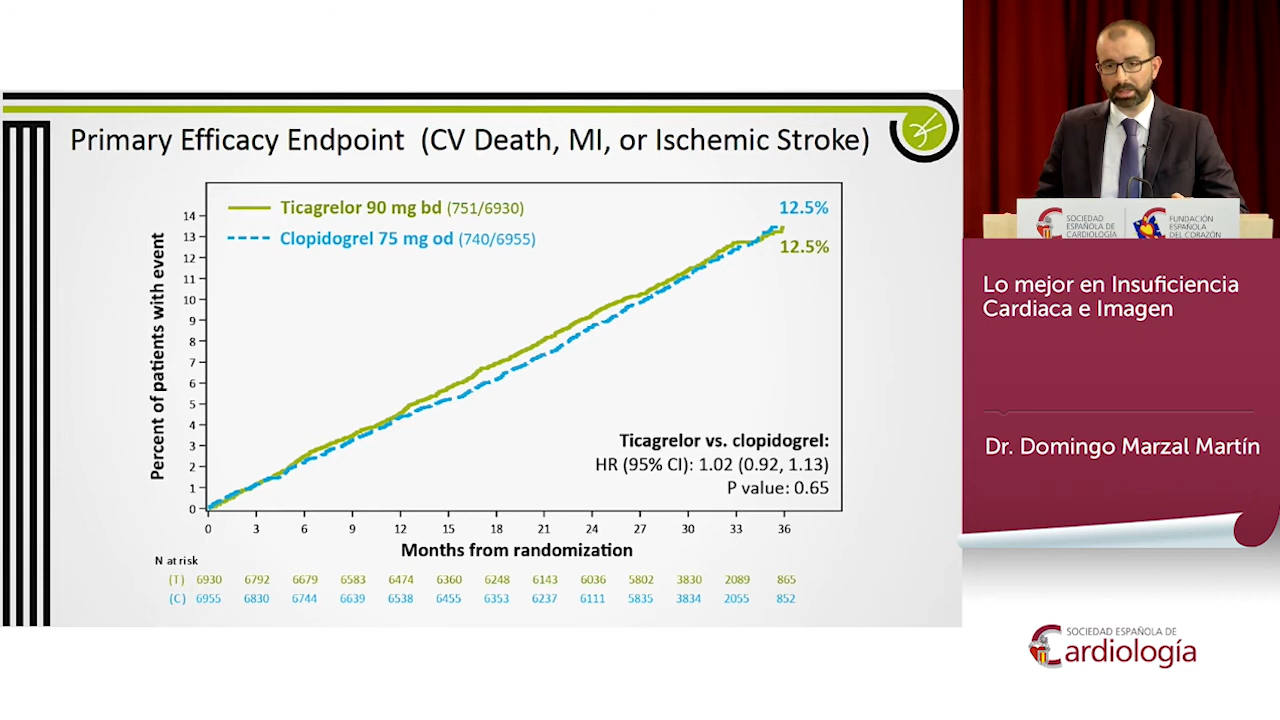 Primary Efficacy Endpoint (CV Death, MI, or Ischemic Stroke)
Ticagrelor 90 mg bd (751/6930)
Clopidogrel 75 mg od (740/6955)
12.5%
12.5%
Percent of patients with event
14
13
12
11
10
9
8
7
6
5
4
3
2
1
0
Ticagrelor vs. clopidogrel:
HR (95% CI): 1.02 (0.92, 1.13)
P value: 0.65
0 3 6 9 12 15 18 21 24 27 30 33 36
Months from randomization
N at risk
(T) 6930 6792 6679 6583 6474 6360 6248 6143 6036 5802 3830 2089 865
(C) 6955 6830 6744 6639 6538 6455 6353 6237 6111 5835 3834 2055 852
SOCIEDAD
ESPAÑOLA DE
CARDIOLOGÍA
FUNDACIÓN
ESPAÑOLA
DEL CORAZÓN
Lo mejor en Insuficiencia
Cardiaca e Imagen
Dr. Domingo Marzal Martín
SOCIEDAD ESPAÑOLA DE
Cardiología